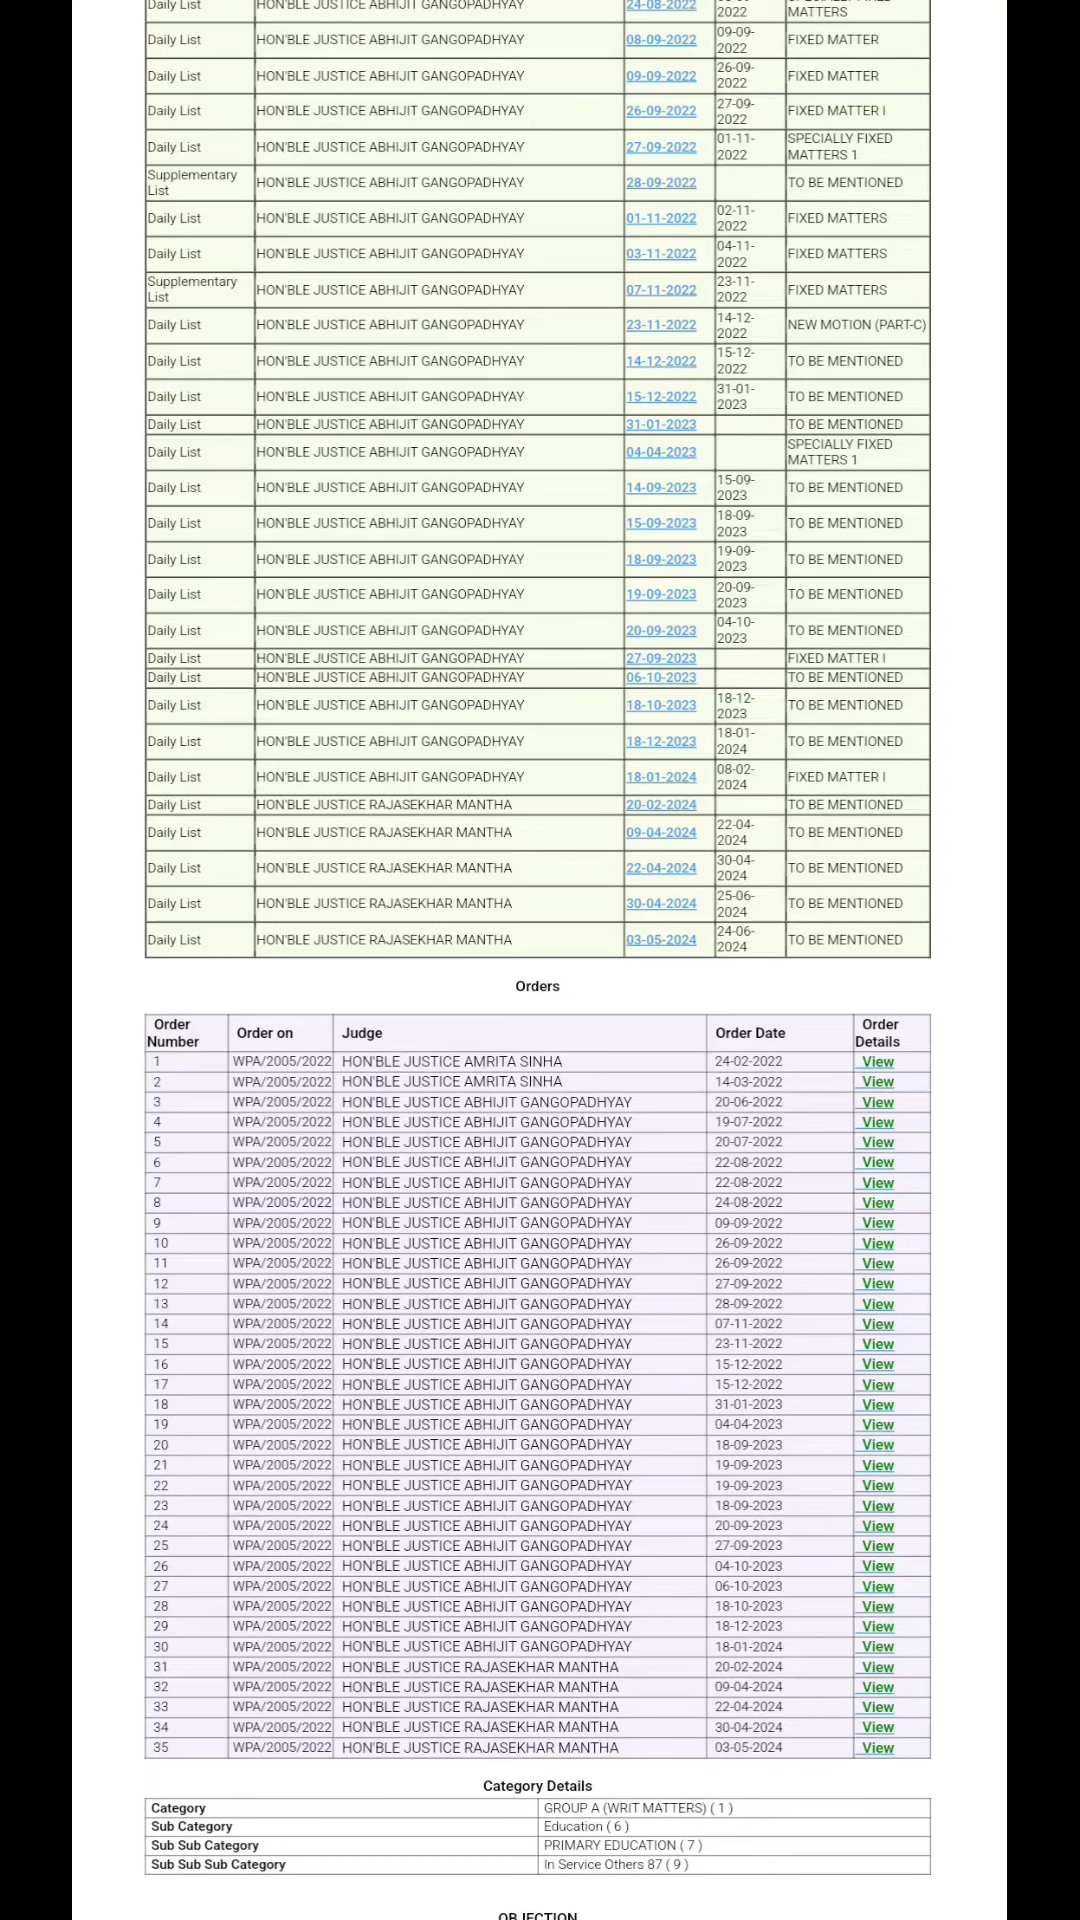 Daily List HON'BLE JUSTICE ABHIJIT GANGOPADHYAY 24-08-2022
2022 MATTERS
Daily List HON'BLE JUSTICE ABHIJIT GANGOPADHYAY 08-09-2022 09-09-2022 FIXED MATTER
Daily List HON'BLE JUSTICE ABHIJIT GANGOPADHYAY 09-09-2022 26-09-2022 FIXED MATTER
Daily List HON'BLE JUSTICE ABHIJIT GANGOPADHYAY 26-09-2022 27-09-2022 FIXED MATTER I
Daily List HON'BLE JUSTICE ABHIJIT GANGOPADHYAY 27-09-2022 01-11-2022 SPECIALLY FIXED MATTERS 1
Supplementary List HON'BLE JUSTICE ABHIJIT GANGOPADHYAY 28-09-2022 TO BE MENTIONED
Daily List HON'BLE JUSTICE ABHIJIT GANGOPADHYAY 01-11-2022 02-11-2022 FIXED MATTERS
Daily List HON'BLE JUSTICE ABHIJIT GANGOPADHYAY 03-11-2022 04-11-2022 FIXED MATTERS
Supplementary List HON'BLE JUSTICE ABHIJIT GANGOPADHYAY 07-11-2022 23-11-2022 FIXED MATTERS
Daily List HON'BLE JUSTICE ABHIJIT GANGOPADHYAY 23-11-2022 14-12-2022 NEW MOTION (PART-C)
Daily List HON'BLE JUSTICE ABHIJIT GANGOPADHYAY 14-12-2022 15-12-2022 TO BE MENTIONED
Daily List HON'BLE JUSTICE ABHIJIT GANGOPADHYAY 15-12-2022 31-01-2023 TO BE MENTIONED
Daily List HON'BLE JUSTICE ABHIJIT GANGOPADHYAY 31-01-2023 TO BE MENTIONED
Daily List HON'BLE JUSTICE ABHIJIT GANGOPADHYAY 04-04-2023 SPECIALLY FIXED MATTERS 1
Daily List HON'BLE JUSTICE ABHIJIT GANGOPADHYAY 14-09-2023 15-09-2023 TO BE MENTIONED
Daily List HON'BLE JUSTICE ABHIJIT GANGOPADHYAY 15-09-2023 18-09-2023 TO BE MENTIONED
Daily List HON'BLE JUSTICE ABHIJIT GANGOPADHYAY 18-09-2023 19-09-2023 TO BE MENTIONED
Daily List HON'BLE JUSTICE ABHIJIT GANGOPADHYAY 19-09-2023 20-09-2023 TO BE MENTIONED
Daily List HON'BLE JUSTICE ABHIJIT GANGOPADHYAY 20-09-2023 04-10-2023 TO BE MENTIONED
Daily List HON'BLE JUSTICE ABHIJIT GANGOPADHYAY 27-09-2023 FIXED MATTER I
Daily List HON'BLE JUSTICE ABHIJIT GANGOPADHYAY 06-10-2023 TO BE MENTIONED
Daily List HON'BLE JUSTICE ABHIJIT GANGOPADHYAY 18-10-2023 18-12-2023 TO BE MENTIONED
Daily List HON'BLE JUSTICE ABHIJIT GANGOPADHYAY 18-12-2023 18-01-2024 TO BE MENTIONED
Daily List HON'BLE JUSTICE ABHIJIT GANGOPADHYAY 18-01-2024 08-02-2024 FIXED MATTER I
Daily List HON'BLE JUSTICE RAJASEKHAR MANTHA 20-02-2024 TO BE MENTIONED
Daily List HON'BLE JUSTICE RAJASEKHAR MANTHA 09-04-2024 22-04-2024 TO BE MENTIONED
Daily List HON'BLE JUSTICE RAJASEKHAR MANTHA 22-04-2024 30-04-2024 TO BE MENTIONED
Daily List HON'BLE JUSTICE RAJASEKHAR MANTHA 30-04-2024 25-06-2024 TO BE MENTIONED
Daily List HON'BLE JUSTICE RAJASEKHAR MANTHA 03-05-2024 24-06-2024 TO BE MENTIONED
Orders
Order Number Order on Judge Order Date Order Details
1 WPA/2005/2022 HON'BLE JUSTICE AMRITA SINHA 24-02-2022 View
2 WPA/2005/2022 HON'BLE JUSTICE AMRITA SINHA 14-03-2022 View
3 WPA/2005/2022 HON'BLE JUSTICE ABHIJIT GANGOPADHYAY 20-06-2022 View
4 WPA/2005/2022 HON'BLE JUSTICE ABHIJIT GANGOPADHYAY 19-07-2022 View
5 WPA/2005/2022 HON'BLE JUSTICE ABHIJIT GANGOPADHYAY 20-07-2022 View
6 WPA/2005/2022 HON'BLE JUSTICE ABHIJIT GANGOPADHYAY 22-08-2022 View
7 WPA/2005/2022 HON'BLE JUSTICE ABHIJIT GANGOPADHYAY 22-08-2022 View
8 WPA/2005/2022 HON'BLE JUSTICE ABHIJIT GANGOPADHYAY 24-08-2022 View
9 WPA/2005/2022 HON'BLE JUSTICE ABHIJIT GANGOPADHYAY 09-09-2022 View
10 WPA/2005/2022 HON'BLE JUSTICE ABHIJIT GANGOPADHYAY 26-09-2022 View
11 WPA/2005/2022 HON'BLE JUSTICE ABHIJIT GANGOPADHYAY 26-09-2022 View
12 WPA/2005/2022 HON'BLE JUSTICE ABHIJIT GANGOPADHYAY 27-09-2022 View
13 WPA/2005/2022 HON'BLE JUSTICE ABHIJIT GANGOPADHYAY 28-09-2022 View
14 WPA/2005/2022 HON'BLE JUSTICE ABHIJIT GANGOPADHYAY 07-11-2022 View
15 WPA/2005/2022 HON'BLE JUSTICE ABHIJIT GANGOPADHYAY 23-11-2022 View
16 WPA/2005/2022 HON'BLE JUSTICE ABHIJIT GANGOPADHYAY 15-12-2022 View
17 WPA/2005/2022 HON'BLE JUSTICE ABHIJIT GANGOPADHYAY 15-12-2022 View
18 WPA/2005/2022 HON'BLE JUSTICE ABHIJIT GANGOPADHYAY 31-01-2023 View
19 WPA/2005/2022 HON'BLE JUSTICE ABHIJIT GANGOPADHYAY 04-04-2023 View
20 WPA/2005/2022 HON'BLE JUSTICE ABHIJIT GANGOPADHYAY 18-09-2023 View
21 WPA/2005/2022 HON'BLE JUSTICE ABHIJIT GANGOPADHYAY 19-09-2023 View
22 WPA/2005/2022 HON'BLE JUSTICE ABHIJIT GANGOPADHYAY 19-09-2023 View
23 WPA/2005/2022 HON'BLE JUSTICE ABHIJIT GANGOPADHYAY 18-09-2023 View
24 WPA/2005/2022 HON'BLE JUSTICE ABHIJIT GANGOPADHYAY 20-09-2023 View
25 WPA/2005/2022 HON'BLE JUSTICE ABHIJIT GANGOPADHYAY 27-09-2023 View
26 WPA/2005/2022 HON'BLE JUSTICE ABHIJIT GANGOPADHYAY 04-10-2023 View
27 WPA/2005/2022 HON'BLE JUSTICE ABHIJIT GANGOPADHYAY 06-10-2023 View
28 WPA/2005/2022 HON'BLE JUSTICE ABHIJIT GANGOPADHYAY 18-10-2023 View
29 WPA/2005/2022 HON'BLE JUSTICE ABHIJIT GANGOPADHYAY 18-12-2023 View
30 WPA/2005/2022 HON'BLE JUSTICE ABHIJIT GANGOPADHYAY 18-01-2024 View
31 WPA/2005/2022 HON'BLE JUSTICE RAJASEKHAR MANTHA 20-02-2024 View
32 WPA/2005/2022 HON'BLE JUSTICE RAJASEKHAR MANTHA 09-04-2024 View
33 WPA/2005/2022 HON'BLE JUSTICE RAJASEKHAR MANTHA 22-04-2024 View
34 WPA/2005/2022 HON'BLE JUSTICE RAJASEKHAR MANTHA 30-04-2024 View
35 WPA/2005/2022 HON'BLE JUSTICE RAJASEKHAR MANTHA 03-05-2024 View
Category Details
Category GROUP A (WRIT MATTERS) ( 1 )
Sub Category Education ( 6 )
Sub Sub Category PRIMARY EDUCATION ( 7 )
Sub Sub Sub Category In Service Others 87 ( 9 )
OBJECTION